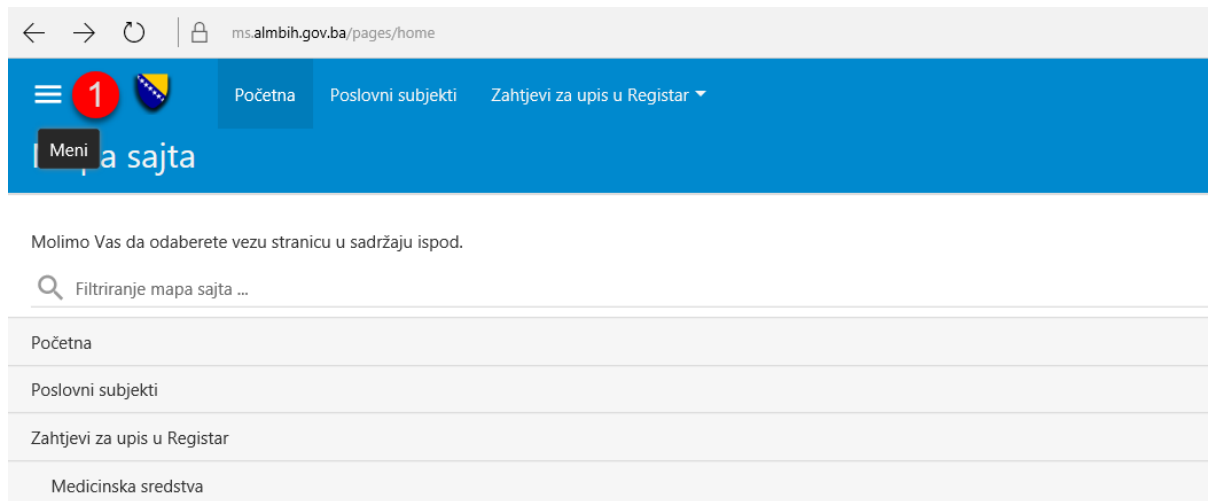 ms.almbih.gov.ba/pages/home
1
Početna Poslovni subjekti Zahtjevi za upis u Registar
Meni
a sajta
Molimo Vas da odaberete vezu stranicu u sadržaju ispod.
Filtriranje mapa sajta ...
Početna
Poslovni subjekti
Zahtjevi za upis u Registar
Medicinska sredstva